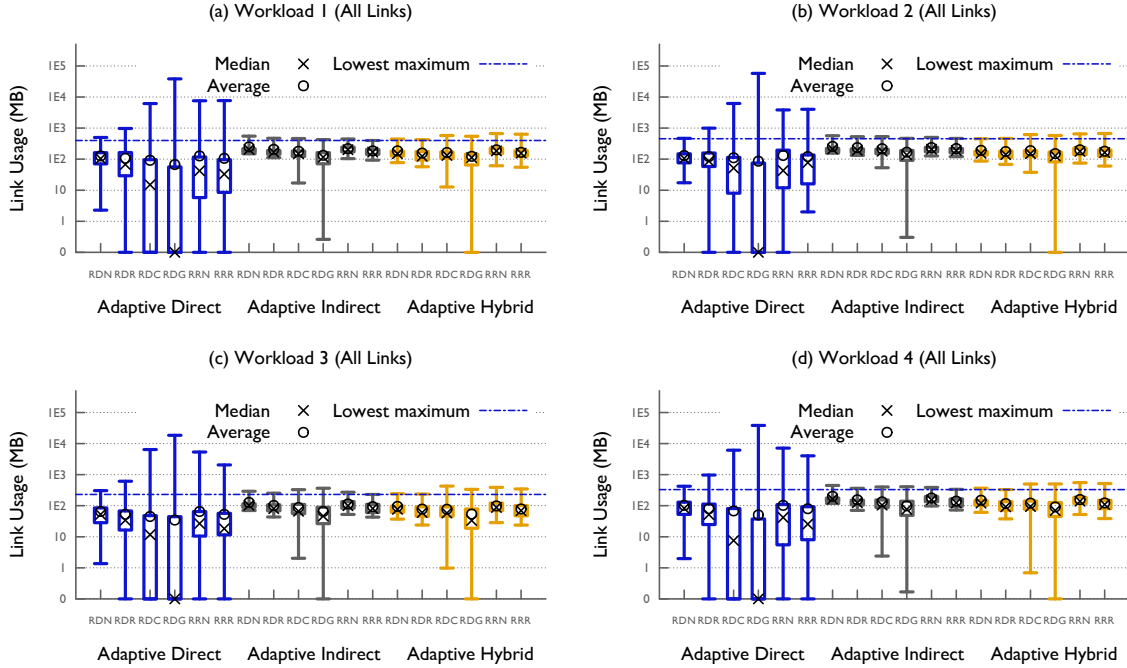 (a) Workload 1 (All Links)
Link Usage (MB)
1E5
1E4
1E3
1E2
10
1
0
Median
Average
Lowest maximum
RDN RDR RDC RDG RRN RRR RDN RDR RDC RDG RRN RRR RDN RDR RDC RDG RRN RRR
Adaptive Direct Adaptive Indirect Adaptive Hybrid
(b) Workload 2 (All Links)
Link Usage (MB)
1E5
1E4
1E3
1E2
10
1
0
Median
Average
Lowest maximum
RDN RDR RDC RDG RRN RRR RDN RDR RDC RDG RRN RRR RDN RDR RDC RDG RRN RRR
Adaptive Direct Adaptive Indirect Adaptive Hybrid
(c) Workload 3 (All Links)
Link Usage (MB)
1E5
1E4
1E3
1E2
10
1
0
Median
Average
Lowest maximum
RDN RDR RDC RDG RRN RRR RDN RDR RDC RDG RRN RRR RDN RDR RDC RDG RRN RRR
Adaptive Direct Adaptive Indirect Adaptive Hybrid
(d) Workload 4 (All Links)
Link Usage (MB)
1E5
1E4
1E3
1E2
10
1
0
Median
Average
Lowest maximum
RDN RDR RDC RDG RRN RRR RDN RDR RDC RDG RRN RRR RDN RDR RDC RDG RRN RRR
Adaptive Direct Adaptive Indirect Adaptive Hybrid